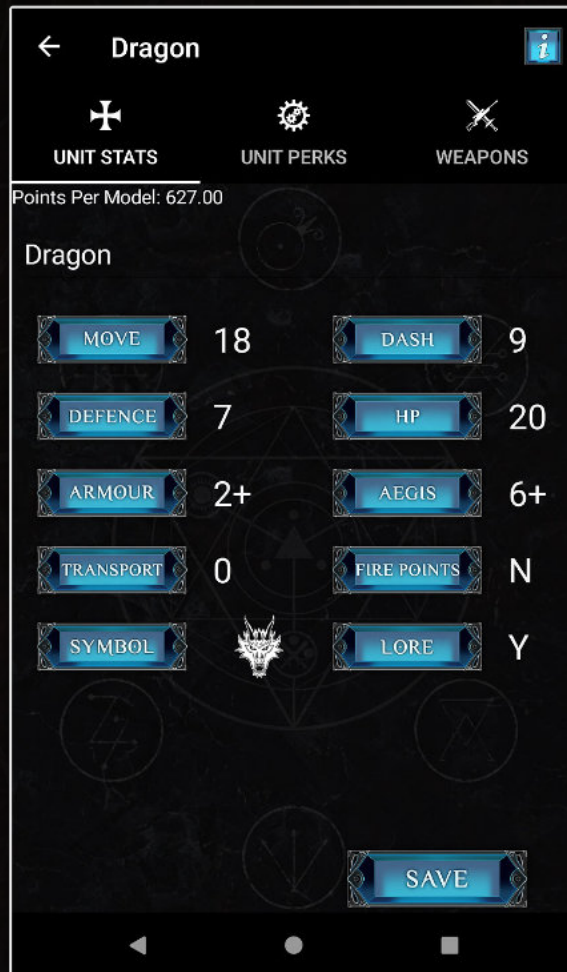 Dragon
UNIT STATS
UNIT PERKS
WEAPONS
Points Per Model: 627.00
Dragon
MOVE 18 DASH 9
DEFENCE 7 HP 20
ARMOUR 2+ AEGIS 6+
TRANSPORT 0 FIRE POINTS N
SYMBOL LORE Y
SAVE